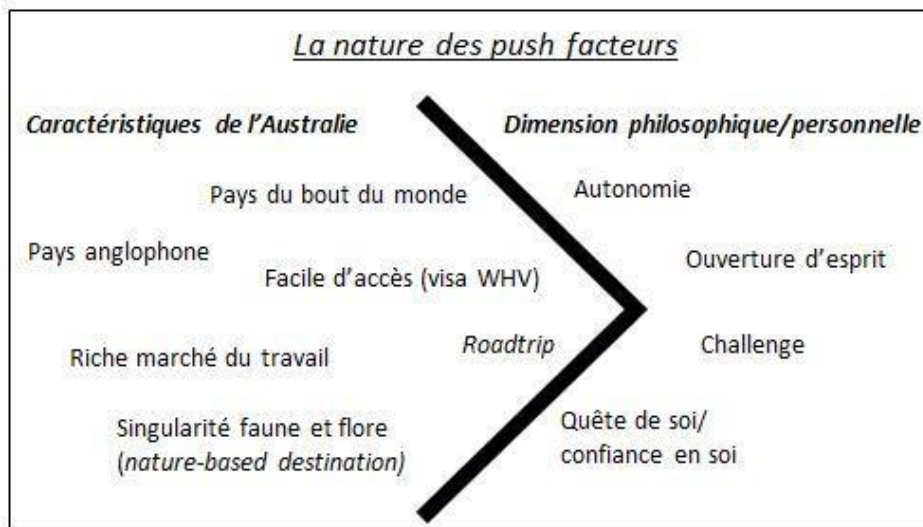 La nature des push facteurs
Caractéristiques de l'Australie
Dimension philosophique/personnelle
Pays du bout du monde
Autonomie
Pays anglophone
Ouverture d'esprit
Facile d'accès (visa WHV)
Roadtrip
Challenge
Riche marché du travail
Singularité faune et flore
(nature-based destination)
Quête de soi/
confiance en soi